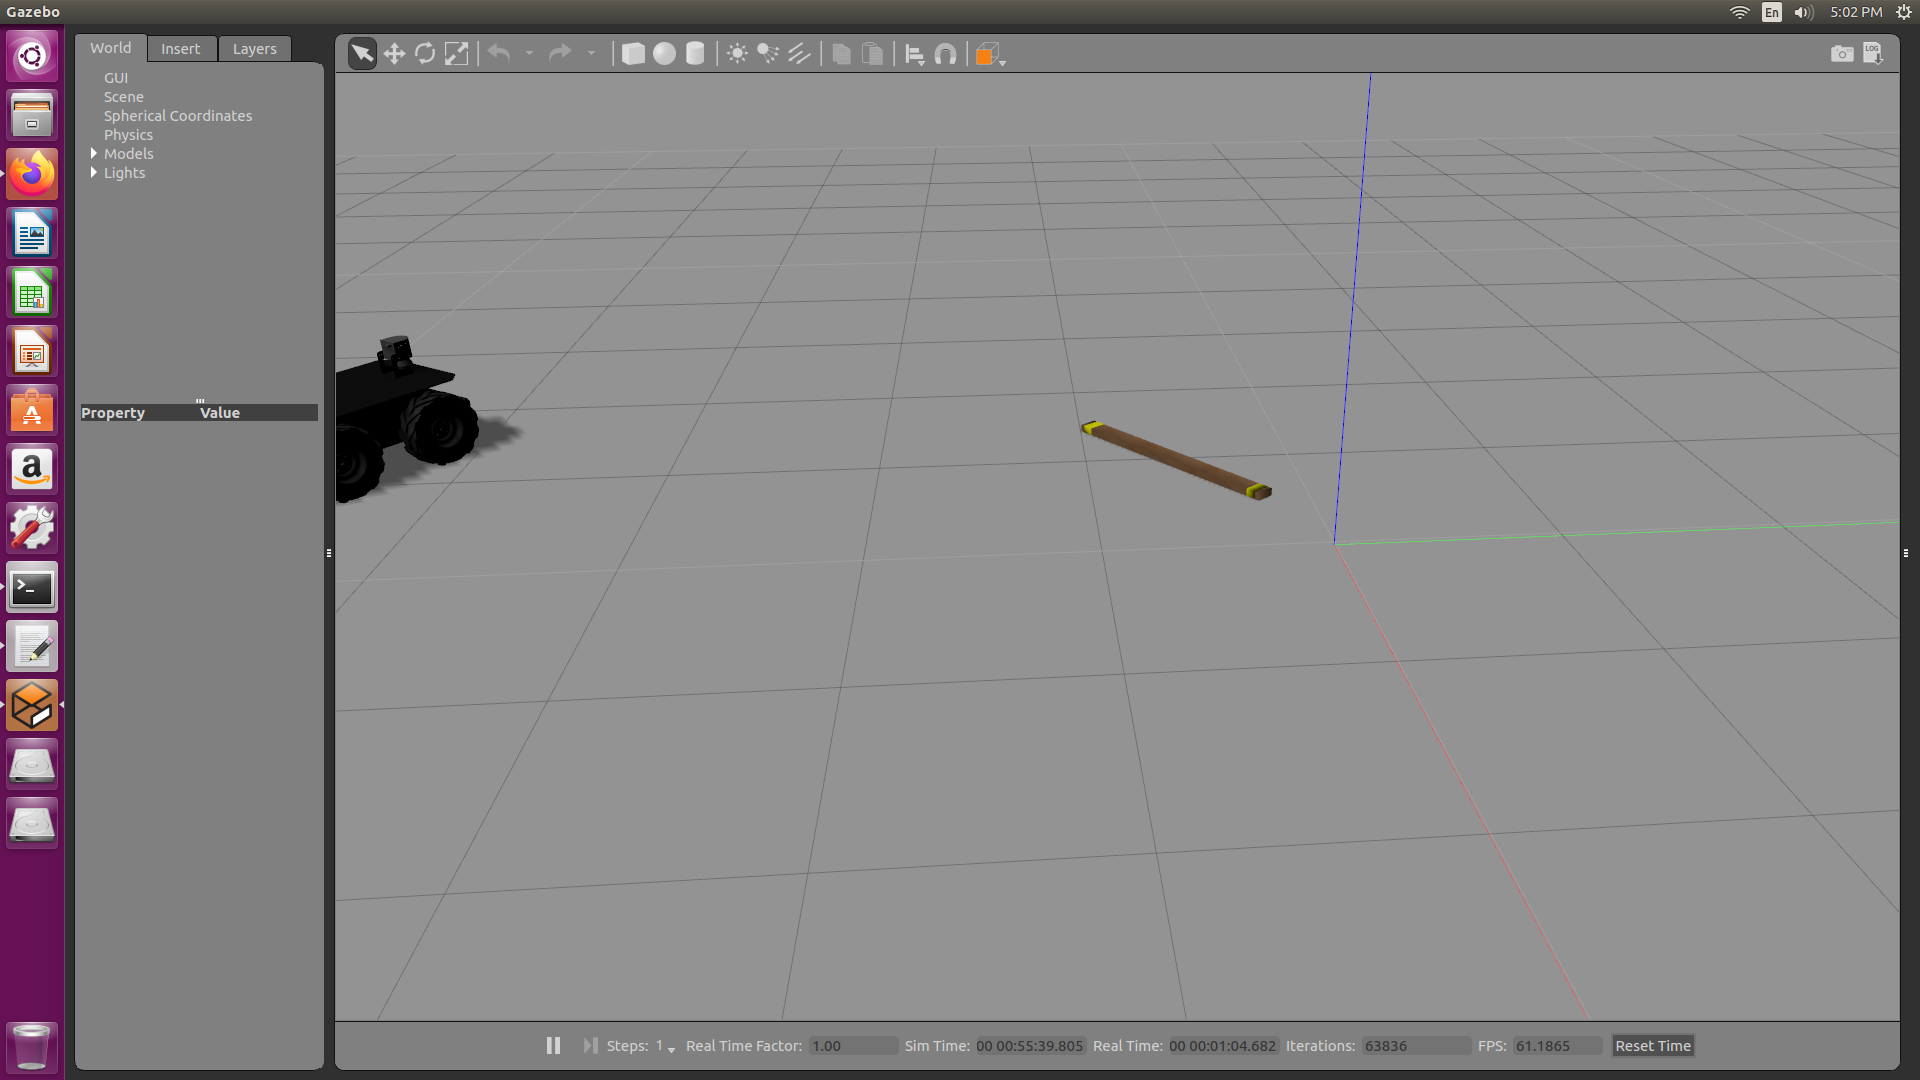 Gazebo
En
5:02 PM
World Insert Layers
LOG
GUI
Scene
Spherical Coordinates
Physics
Models
Lights
Property Value
Steps: 1 Real Time Factor: 1.00 Sim Time: 00 00:55:39.805 Real Time: 00 00:01:04.682 Iterations: 63836 FPS: 61.1865 Reset Time